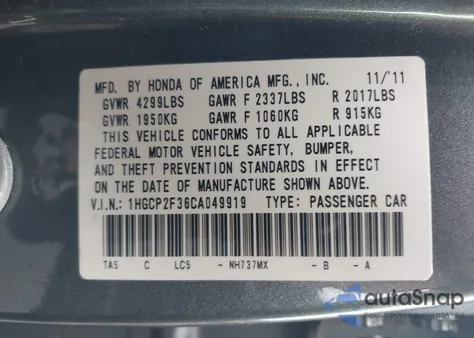 MFD. BY HONDA OF AMERICA MFG., INC. 11/'11
GVWR 4299LBS GAWR F 2337LBS R 2017LBS
GVWR 1950KG GAWR F 1060KG R 915KG
THIS VEHICLE CONFORMS TO ALL APPLICABLE
FEDERAL MOTOR VEHICLE SAFETY, BUMPER,
AND THEFT PREVENTION STANDARDS IN EFFECT
ON THE DATE OF MANUFACTURE SHOWN ABOVE.
V.I.N.: 1HGCP2F36CA049919 TYPE: PASSENGER CAR
TA5 C LC5 - NH737MX - B - A
autoSnap